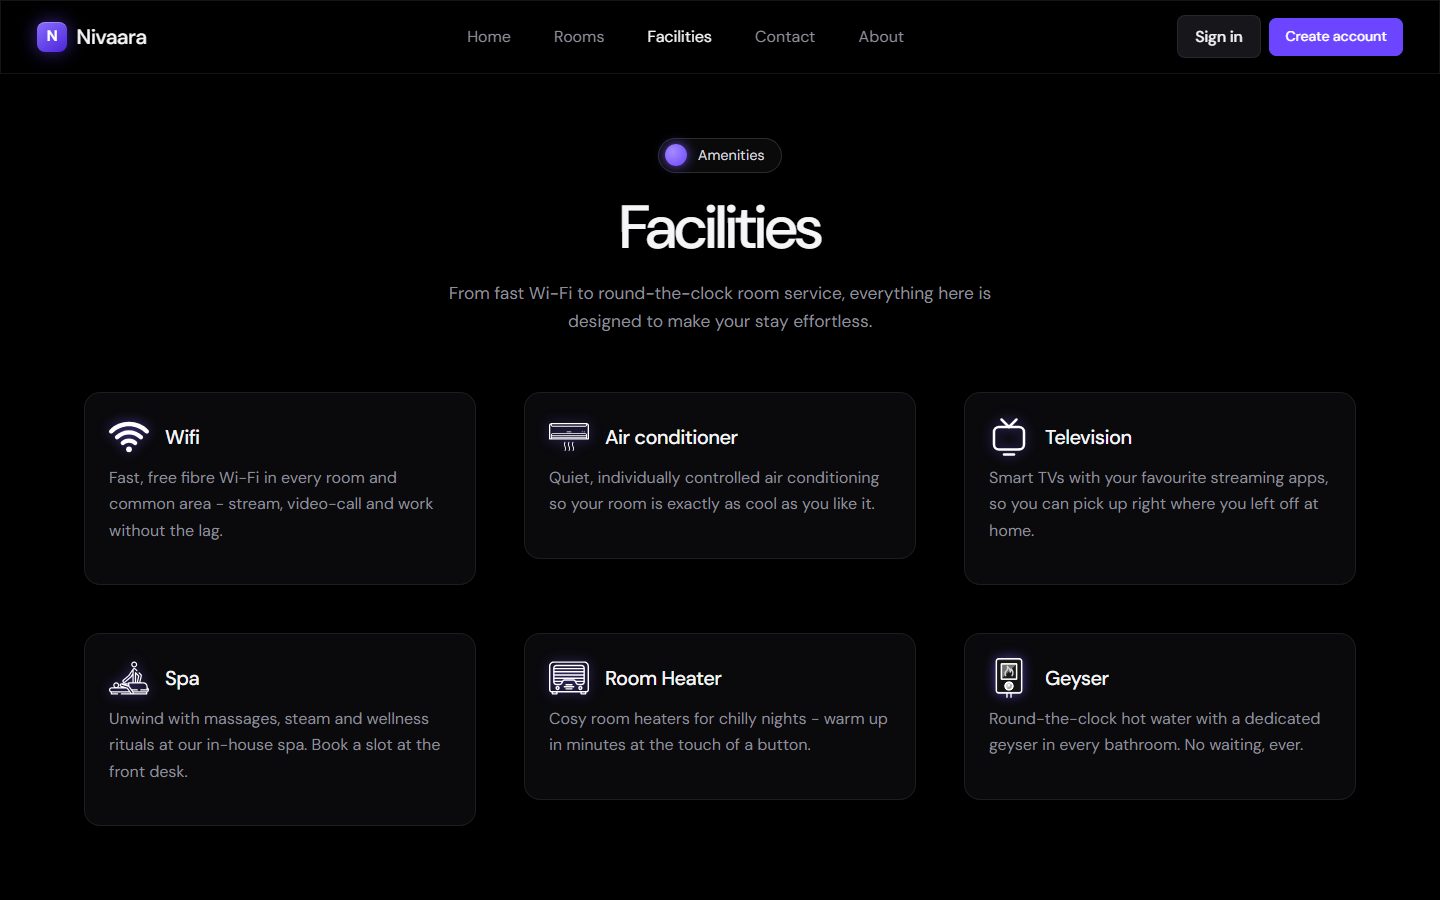 N Nivaara
Home
Rooms
Facilities
Contact
About
Sign in
Create account
Amenities
Facilities
From fast Wi-Fi to round-the-clock room service, everything here is
designed to make your stay effortless.
Wifi
Fast, free fibre Wi-Fi in every room and
common area - stream, video-call and work
without the lag.
Air conditioner
Quiet, individually controlled air conditioning
so your room is exactly as cool as you like it.
Television
Smart TVs with your favourite streaming apps,
so you can pick up right where you left off at
home.
Spa
Unwind with massages, steam and wellness
rituals at our in-house spa. Book a slot at the
front desk.
Room Heater
Cosy room heaters for chilly nights - warm up
in minutes at the touch of a button.
Geyser
Round-the-clock hot water with a dedicated
geyser in every bathroom. No waiting, ever.